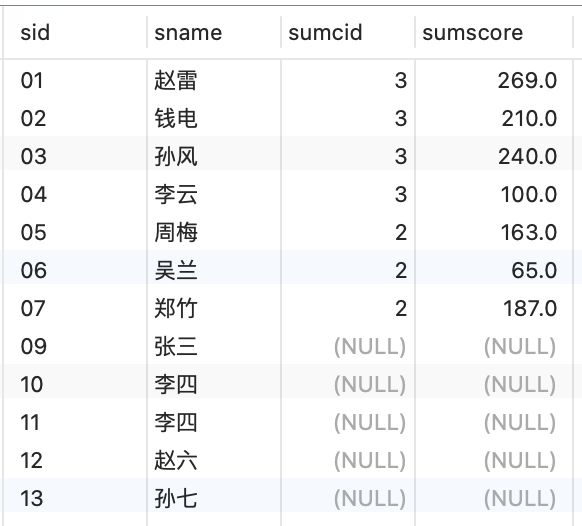 sid sname sumcid sumscore
01 赵雷 3 269.0
02 钱电 3 210.0
03 孙风 3 240.0
04 李云 3 100.0
05 周梅 2 163.0
06 吴兰 2 65.0
07 郑竹 2 187.0
09 张三 (NULL) (NULL)
10 李四 (NULL) (NULL)
11 李四 (NULL) (NULL)
12 赵六 (NULL) (NULL)
13 孙七 (NULL) (NULL)